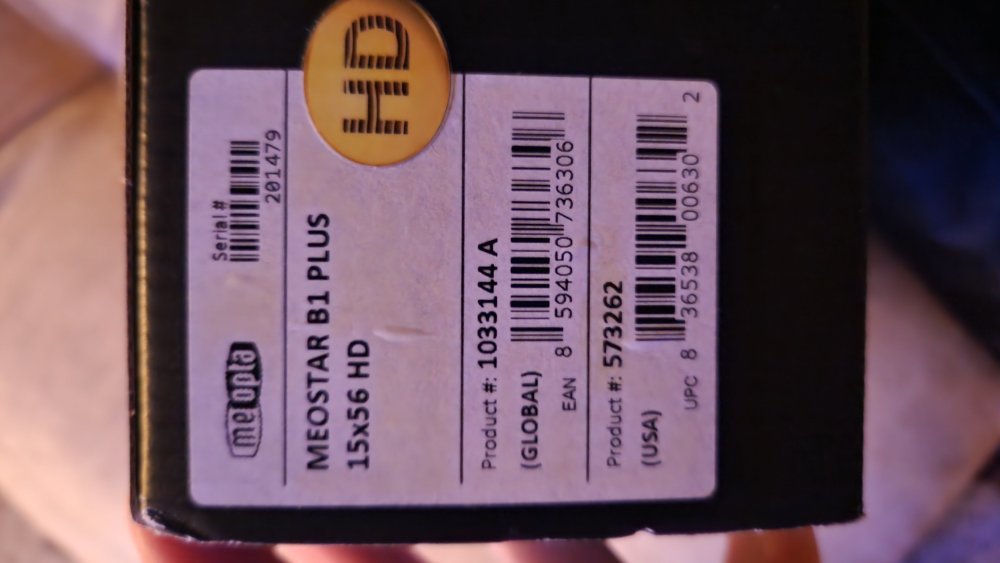 meopta
Serial#
201479
HD
MEOSTAR B1 PLUS
15x56 HD
Product #: 1033144 A
(GLOBAL)
EAN 8 594050 736306
Product #: 573262
(USA)
UPC 8 36538 00630 2